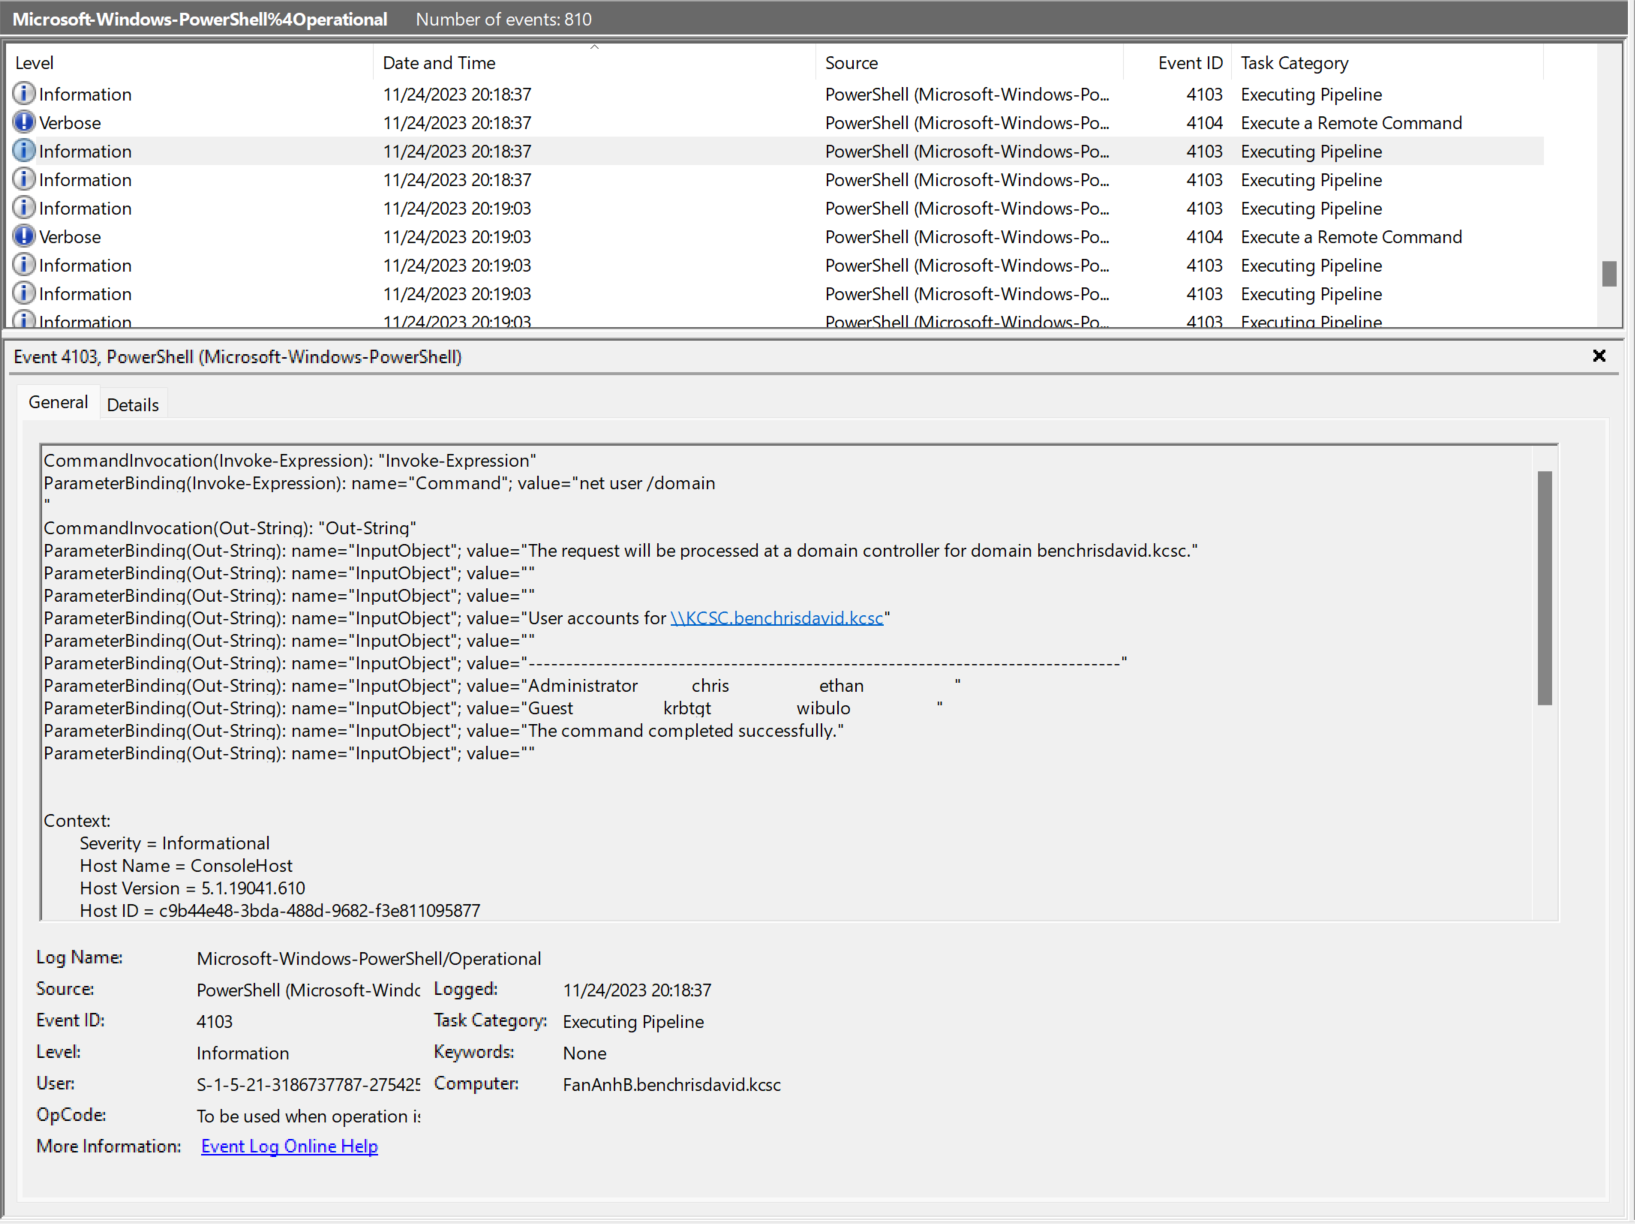 Microsoft-Windows-PowerShell%4Operational Number of events: 810
Level Date and Time Source Event ID Task Category
Information 11/24/2023 20:18:37 PowerShell (Microsoft-Windows-Po... 4103 Executing Pipeline
Verbose 11/24/2023 20:18:37 PowerShell (Microsoft-Windows-Po... 4104 Execute a Remote Command
Information 11/24/2023 20:18:37 PowerShell (Microsoft-Windows-Po... 4103 Executing Pipeline
Information 11/24/2023 20:18:37 PowerShell (Microsoft-Windows-Po... 4103 Executing Pipeline
Information 11/24/2023 20:19:03 PowerShell (Microsoft-Windows-Po... 4103 Executing Pipeline
Verbose 11/24/2023 20:19:03 PowerShell (Microsoft-Windows-Po... 4104 Execute a Remote Command
Information 11/24/2023 20:19:03 PowerShell (Microsoft-Windows-Po... 4103 Executing Pipeline
Information 11/24/2023 20:19:03 PowerShell (Microsoft-Windows-Po... 4103 Executing Pipeline
Information 11/24/2023 20:19:03 PowerShell (Microsoft-Windows-Po... 4103 Executing Pipeline
Event 4103, PowerShell (Microsoft-Windows-PowerShell)
General Details
CommandInvocation(Invoke-Expression): "Invoke-Expression"
ParameterBinding(Invoke-Expression): name="Command"; value="net user /domain
"
CommandInvocation(Out-String): "Out-String"
ParameterBinding(Out-String): name="InputObject"; value="The request will be processed at a domain controller for domain benchrisdavid.kcsc."
ParameterBinding(Out-String): name="InputObject"; value=""
ParameterBinding(Out-String): name="InputObject"; value=""
ParameterBinding(Out-String): name="InputObject"; value="User accounts for \\KCSC.benchrisdavid.kcsc"
ParameterBinding(Out-String): name="InputObject"; value=""
ParameterBinding(Out-String): name="InputObject"; value="-------------------------------------------------------------------------------"
ParameterBinding(Out-String): name="InputObject"; value="Administrator chris ethan "
ParameterBinding(Out-String): name="InputObject"; value="Guest krbtgt wibulo "
ParameterBinding(Out-String): name="InputObject"; value="The command completed successfully."
ParameterBinding(Out-String): name="InputObject"; value=""
Context:
Severity = Informational
Host Name = ConsoleHost
Host Version = 5.1.19041.610
Host ID = c9b44e48-3bda-488d-9682-f3e811095877
Log Name: Microsoft-Windows-PowerShell/Operational
Source: PowerShell (Microsoft-Windo Logged: 11/24/2023 20:18:37
Event ID: 4103 Task Category: Executing Pipeline
Level: Information Keywords: None
User: S-1-5-21-3186737787-275425 Computer: FanAnhB.benchrisdavid.kcsc
OpCode: To be used when operation is
More Information: Event Log Online Help